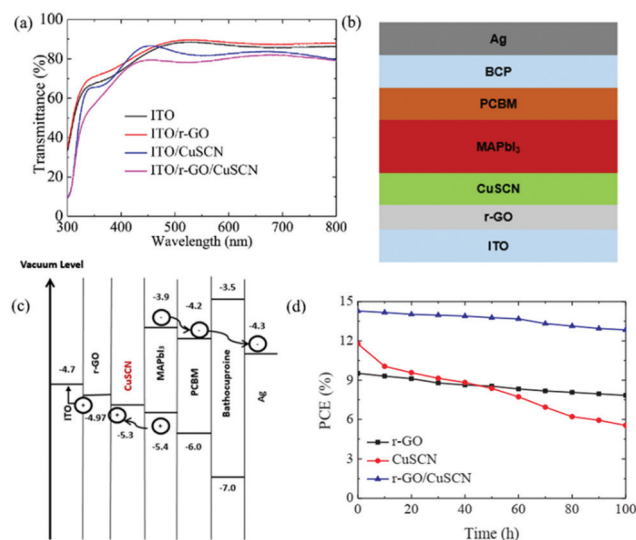 (a)
100
80
60
40
20
0
Transmittance (%)
ITO
ITO/r-GO
ITO/CuSCN
ITO/r-GO/CuSCN
300 400 500 600 700 800
Wavelength (nm)
(b)
Ag
BCP
PCBM
MAPbI₃
CuSCN
r-GO
ITO
Vacuum Level
(c)
-4.7
ITO
r-GO
-4.97
CuSCN
-5.3
-3.9
MAPbI₃
-5.4
-4.2
PCBM
-6.0
-3.5
Bathocuproine
-7.0
-4.3
Ag
(d)
15
12
9
6
3
0
PCE (%)
r-GO
CuSCN
r-GO/CuSCN
0 20 40 60 80 100
Time (h)